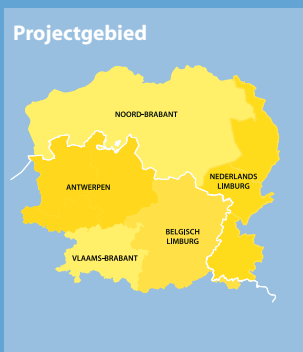 Projectgebied
NOORD-BRABANT
NEDERLANDS
LIMBURG
ANTWERPEN
BELGISCH
LIMBURG
VLAAMS-BRABANT